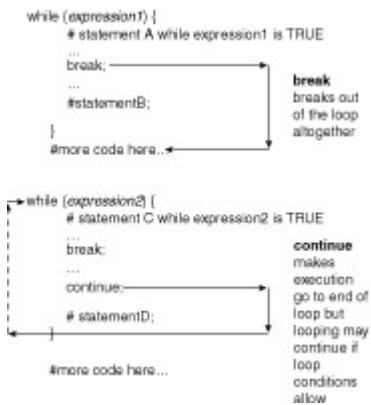 while (expression1) {
# statement A while expression1 is TRUE
...
break;
...
#statementB;
}
#more code here...
break
breaks out
of the loop
altogether
while (expression2) {
# statement C while expression2 is TRUE
...
break;
...
continue;
# statementD;
}
#more code here...
continue
makes
execution
go to end of
loop but
looping may
continue if
loop
conditions
allow